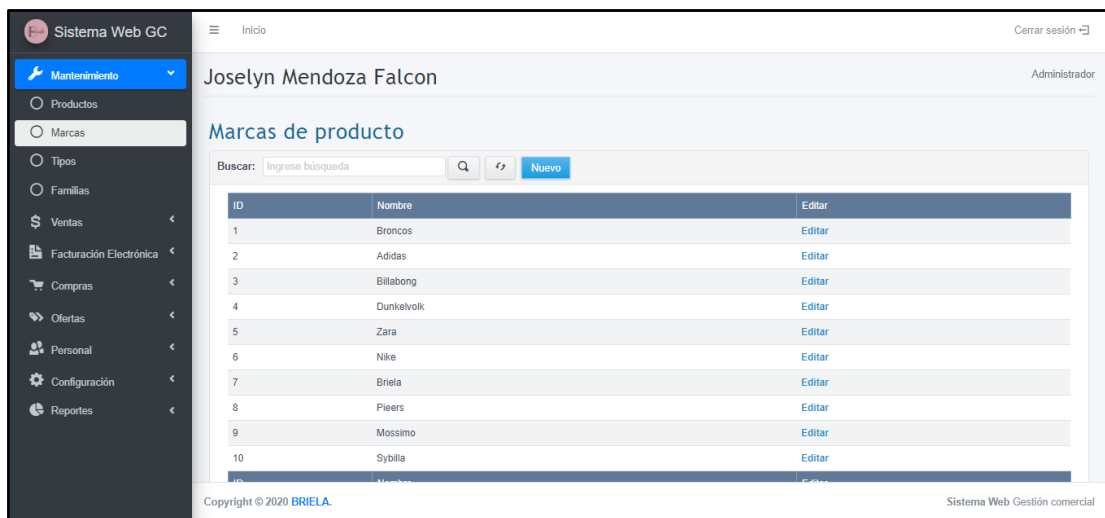 Sistema Web GC
Inicio
Cerrar sesión
Mantenimiento
Productos
Marcas
Tipos
Familias
Ventas
Facturación Electrónica
Compras
Ofertas
Personal
Configuración
Reportes
Joselyn Mendoza Falcon
Administrador
Marcas de producto
Buscar: Ingrese búsqueda Nuevo
ID Nombre Editar
1 Broncos Editar
2 Adidas Editar
3 Billabong Editar
4 Dunkelvolk Editar
5 Zara Editar
6 Nike Editar
7 Briela Editar
8 Pieers Editar
9 Mossimo Editar
10 Sybilla Editar
ID Nombre Editar
Copyright © 2020 BRIELA.
Sistema Web Gestión comercial